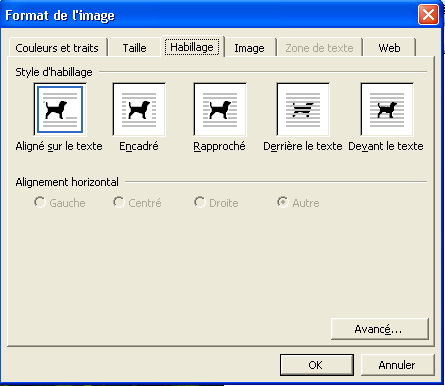 Format de l'image
Couleurs et traits Taille Habillage Image Zone de texte Web
Style d'habillage
Aligné sur le texte Encadré Rapproché Derrière le texte Devant le texte
Alignement horizontal
Gauche Centré Droite Autre
Avancé...
OK Annuler